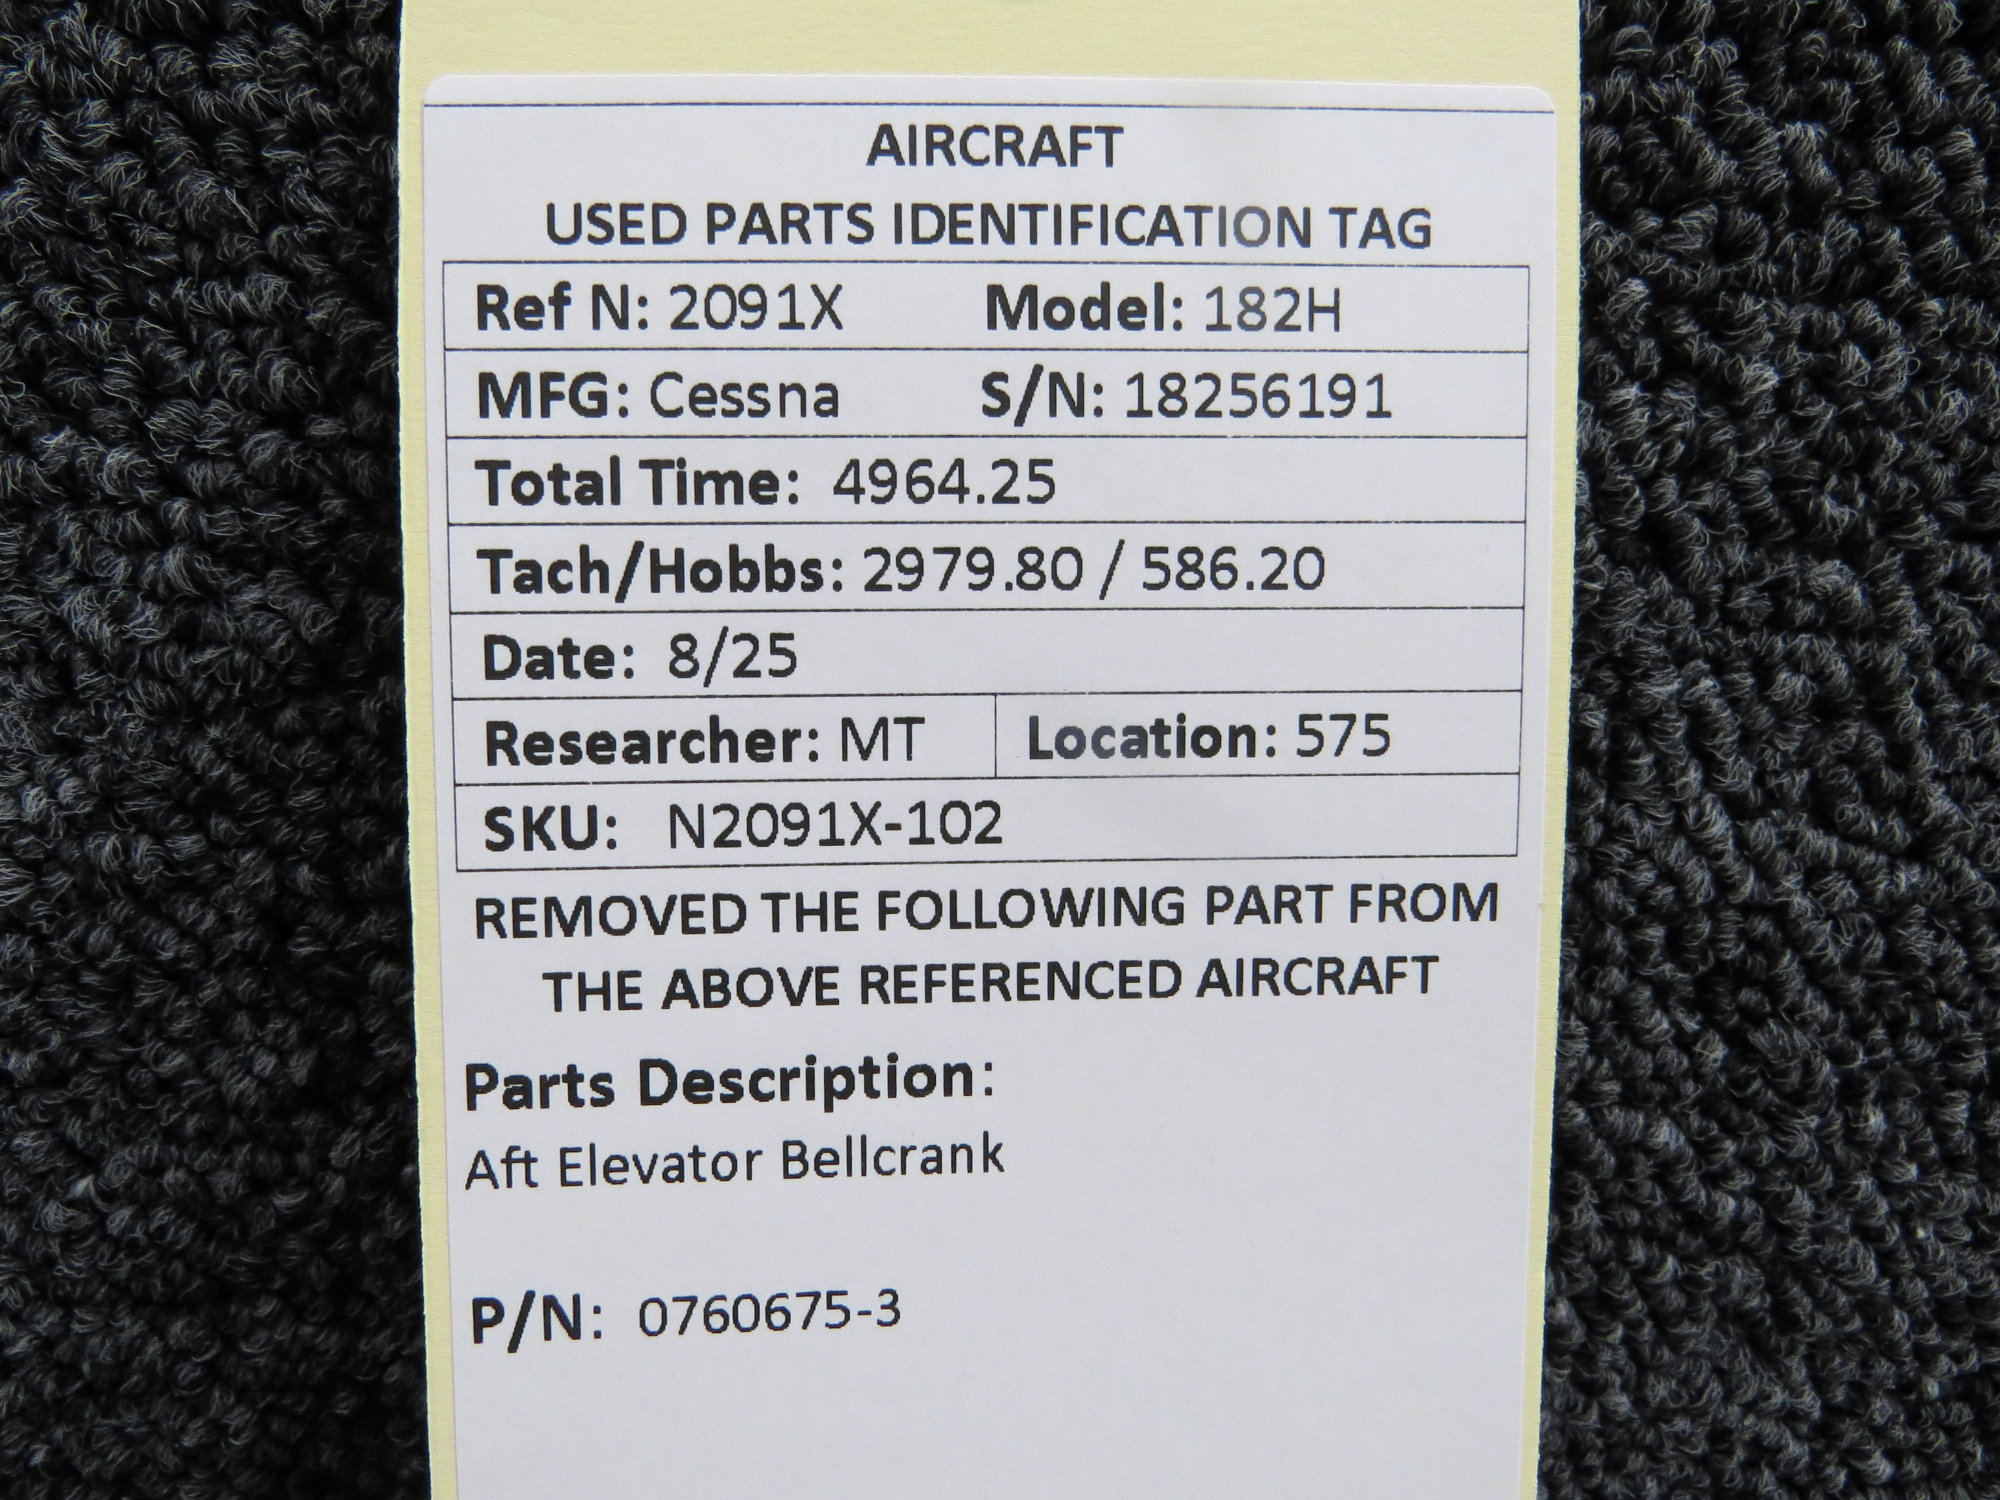 AIRCRAFT
USED PARTS IDENTIFICATION TAG
Ref N: 2091X Model: 182H
MFG: Cessna S/N: 18256191
Total Time: 4964.25
Tach/Hobbs: 2979.80 / 586.20
Date: 8/25
Researcher: MT Location: 575
SKU: N2091X-102
REMOVED THE FOLLOWING PART FROM
THE ABOVE REFERENCED AIRCRAFT
Parts Description:
Aft Elevator Bellcrank
P/N: 0760675-3